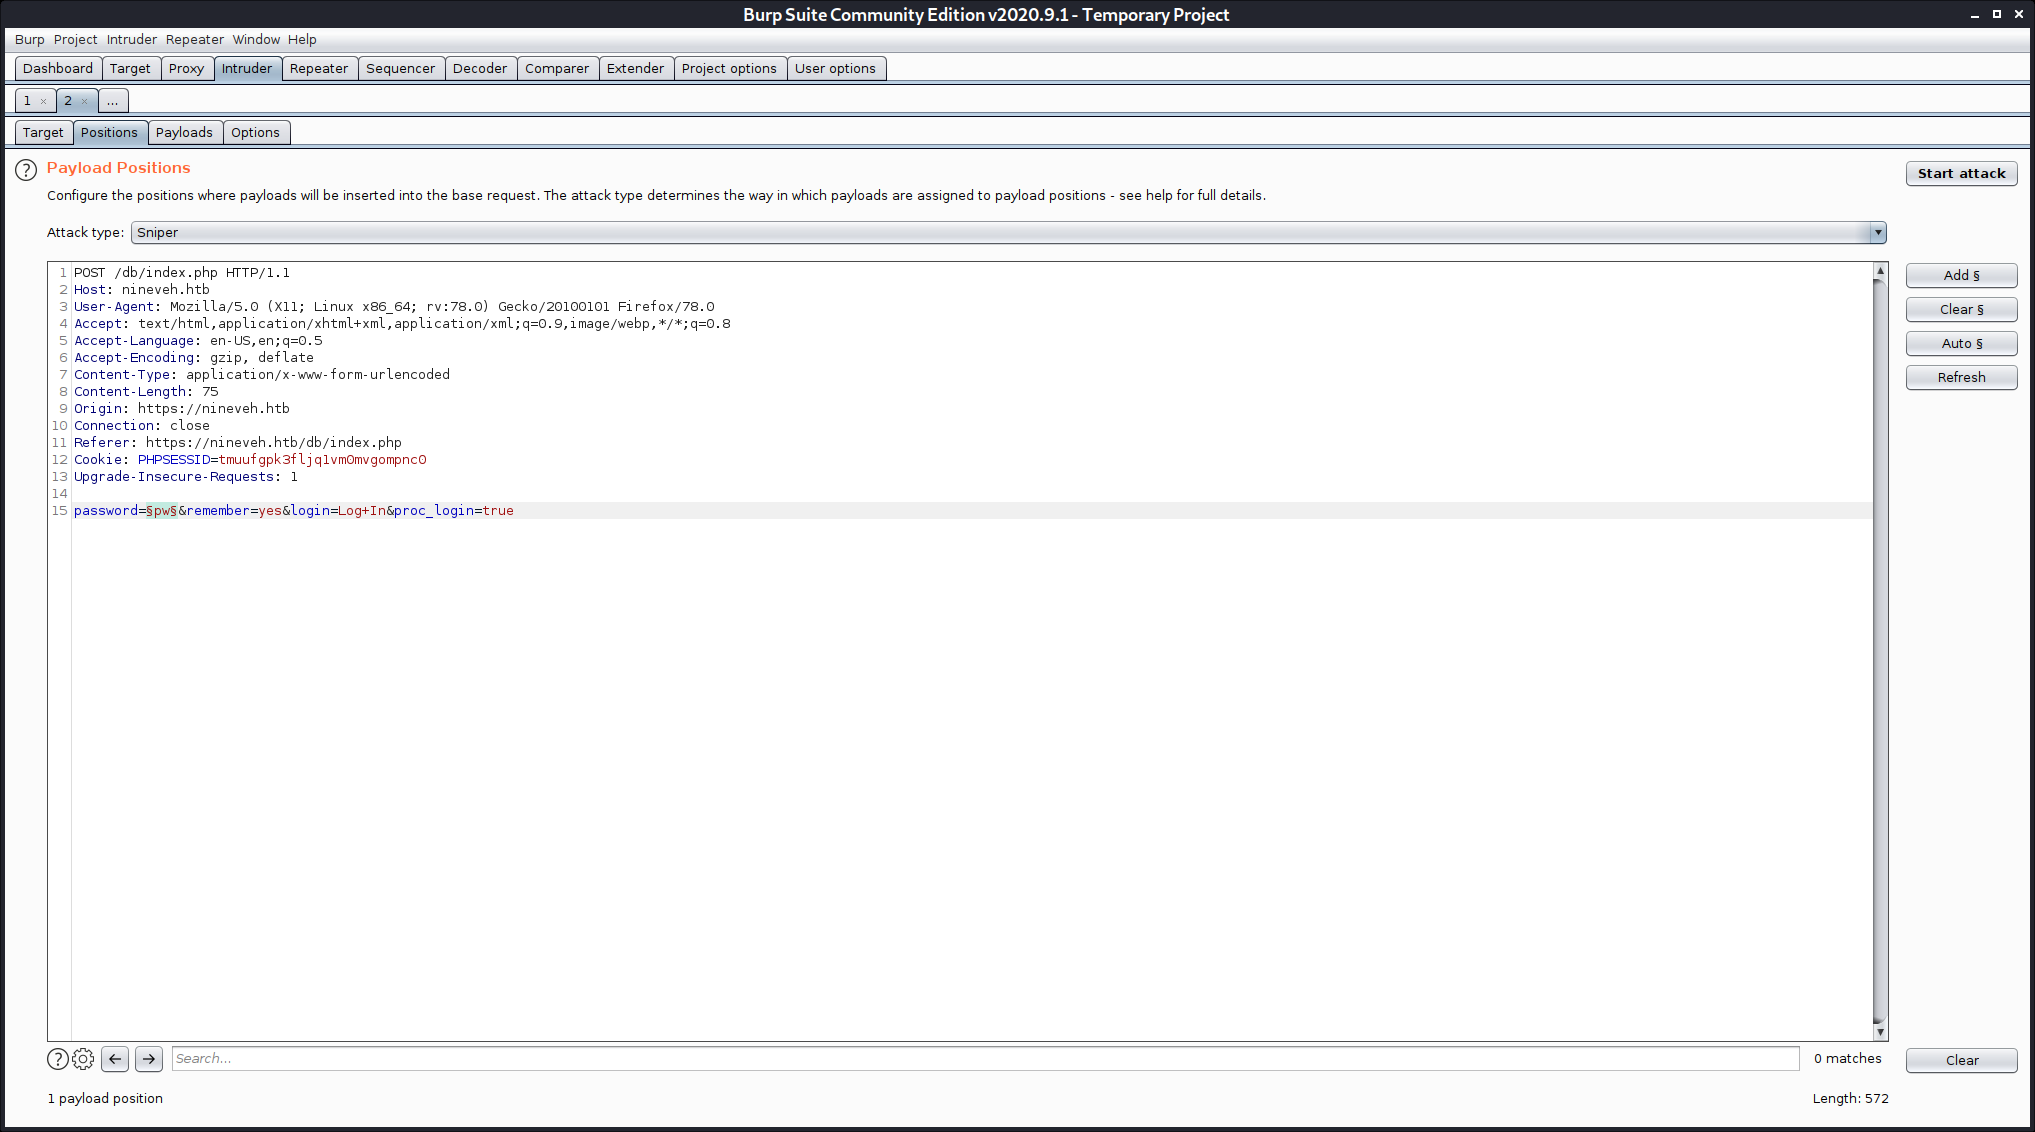 Burp Suite Community Edition v2020.9.1 - Temporary Project
Burp Project Intruder Repeater Window Help
Dashboard Target Proxy Intruder Repeater Sequencer Decoder Comparer Extender Project options User options
1 × 2 × ...
Target Positions Payloads Options
? Payload Positions
Start attack
Configure the positions where payloads will be inserted into the base request. The attack type determines the way in which payloads are assigned to payload positions - see help for full details.
Attack type: Sniper
1 POST /db/index.php HTTP/1.1
2 Host: nineveh.htb
3 User-Agent: Mozilla/5.0 (X11; Linux x86_64; rv:78.0) Gecko/20100101 Firefox/78.0
4 Accept: text/html,application/xhtml+xml,application/xml;q=0.9,image/webp,*/*;q=0.8
5 Accept-Language: en-US,en;q=0.5
6 Accept-Encoding: gzip, deflate
7 Content-Type: application/x-www-form-urlencoded
8 Content-Length: 75
9 Origin: https://nineveh.htb
10 Connection: close
11 Referer: https://nineveh.htb/db/index.php
12 Cookie: PHPSESSID=tmuufgpk3fljq1vm0mvgompnc0
13 Upgrade-Insecure-Requests: 1
14
15 password=§pw§&remember=yes&login=Log+In&proc_login=true
Add §
Clear §
Auto §
Refresh
? Search... 0 matches Clear
1 payload position Length: 572